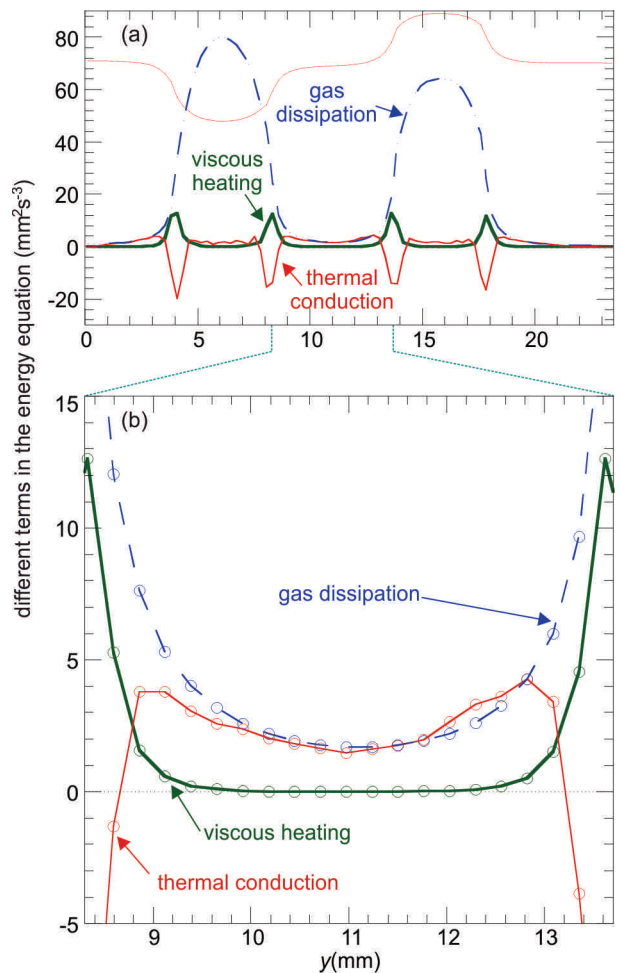 different terms in the energy equation (mm²s⁻³)
80
60
40
20
0
-20
(a)
gas
dissipation
viscous
heating
thermal
conduction
0
5
10
15
20
15
10
5
0
-5
(b)
gas dissipation
viscous heating
thermal conduction
9
10
11
12
13
y(mm)